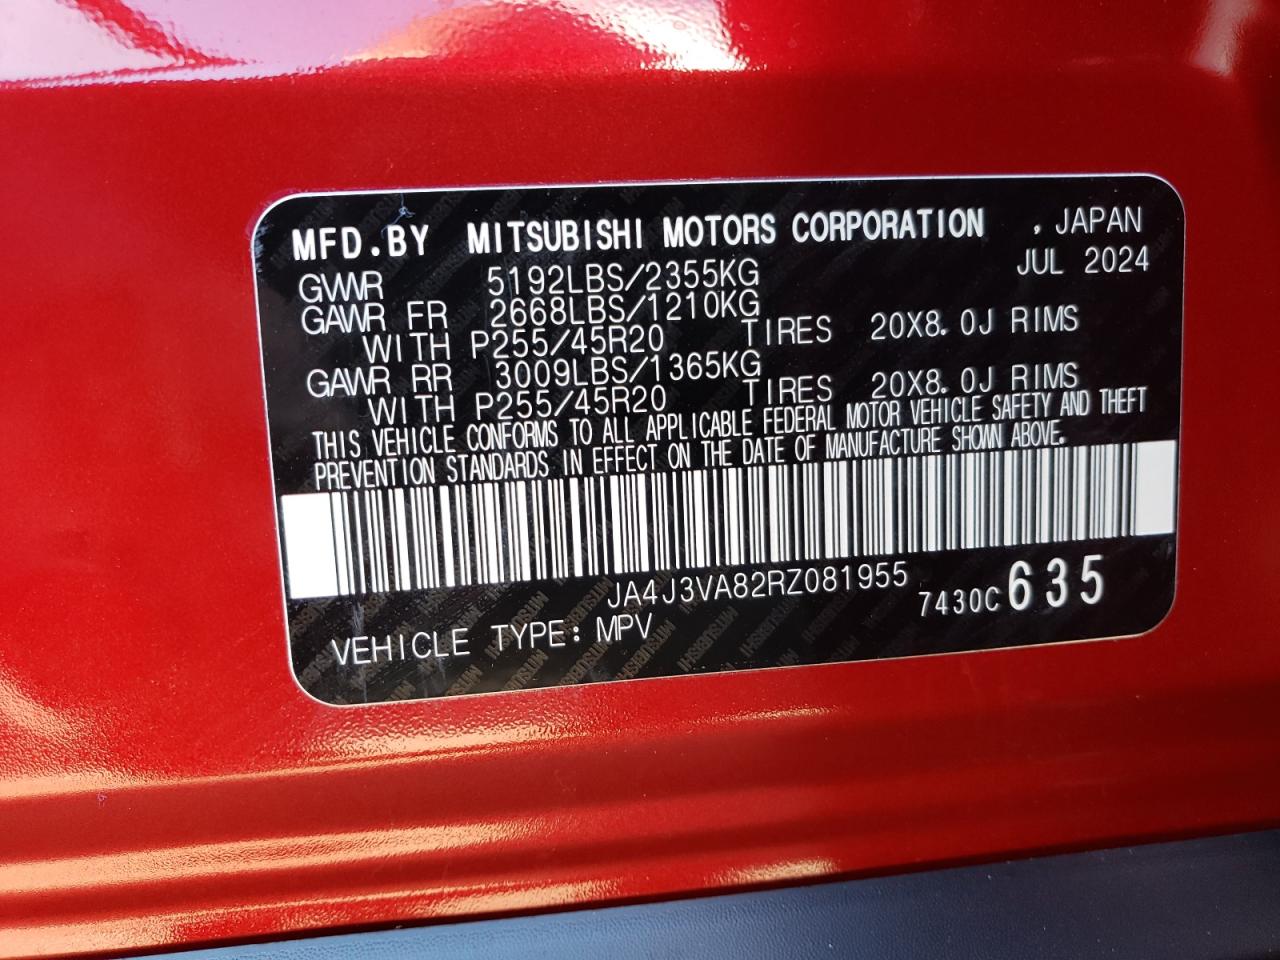 MFD.BY MITSUBISHI MOTORS CORPORATION , JAPAN
JUL 2024
GVWR 5192LBS/2355KG
GAWR FR 2668LBS/1210KG
WITH P255/45R20 TIRES 20X8.0J RIMS
GAWR RR 3009LBS/1365KG
WITH P255/45R20 TIRES 20X8.0J RIMS
THIS VEHICLE CONFORMS TO ALL APPLICABLE FEDERAL MOTOR VEHICLE SAFETY AND THEFT
PREVENTION STANDARDS IN EFFECT ON THE DATE OF MANUFACTURE SHOWN ABOVE.
JA4J3VA82RZ081955
7430C635
VEHICLE TYPE: MPV